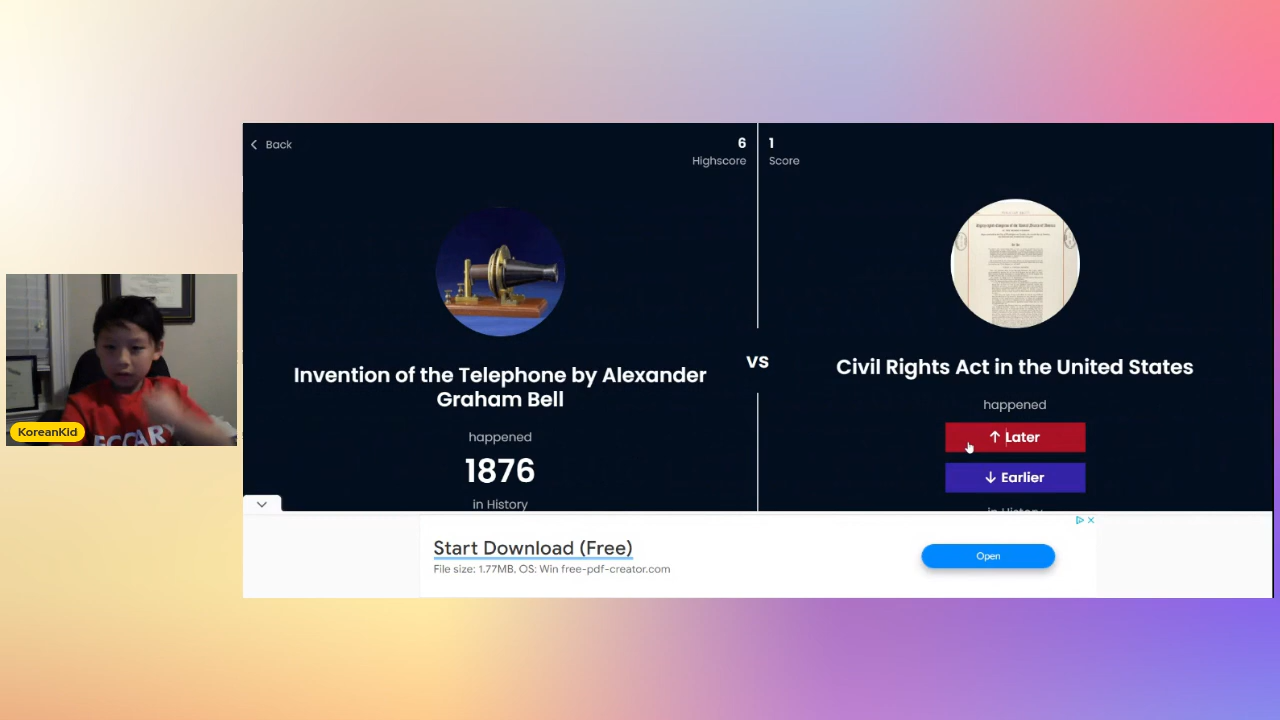 Back
6
Highscore
1
Score
Invention of the Telephone by Alexander
Graham Bell
happened
1876
in History
vs
Civil Rights Act in the United States
happened
↑ Later
↓ Earlier
in History
KoreanKid
Start Download (Free)
File size: 1.77MB, OS: Win free-pdf-creator.com
Open